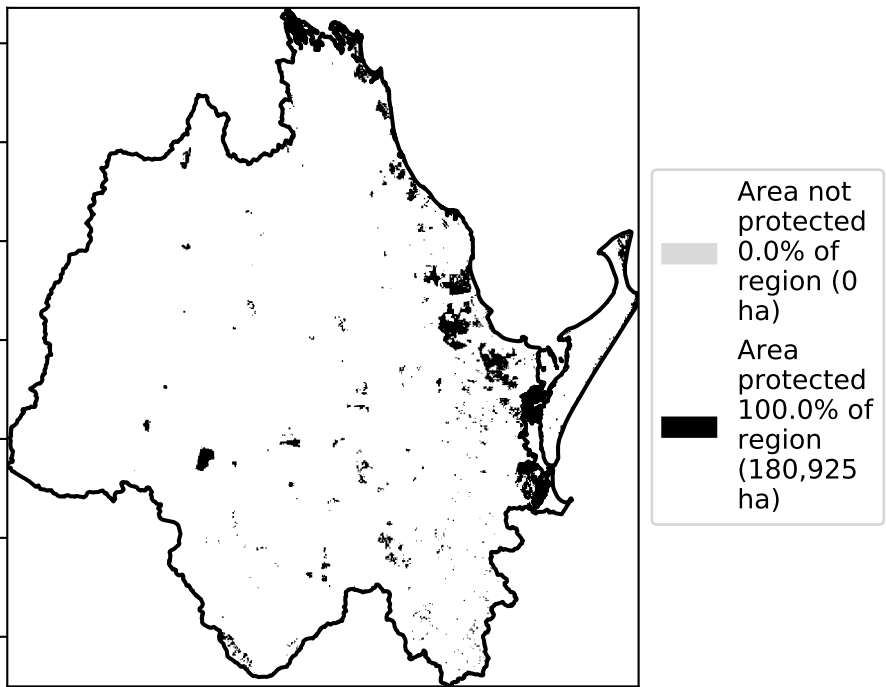 Area not
protected
0.0% of
region (0
ha)
Area
protected
100.0% of
region
(180,925
ha)